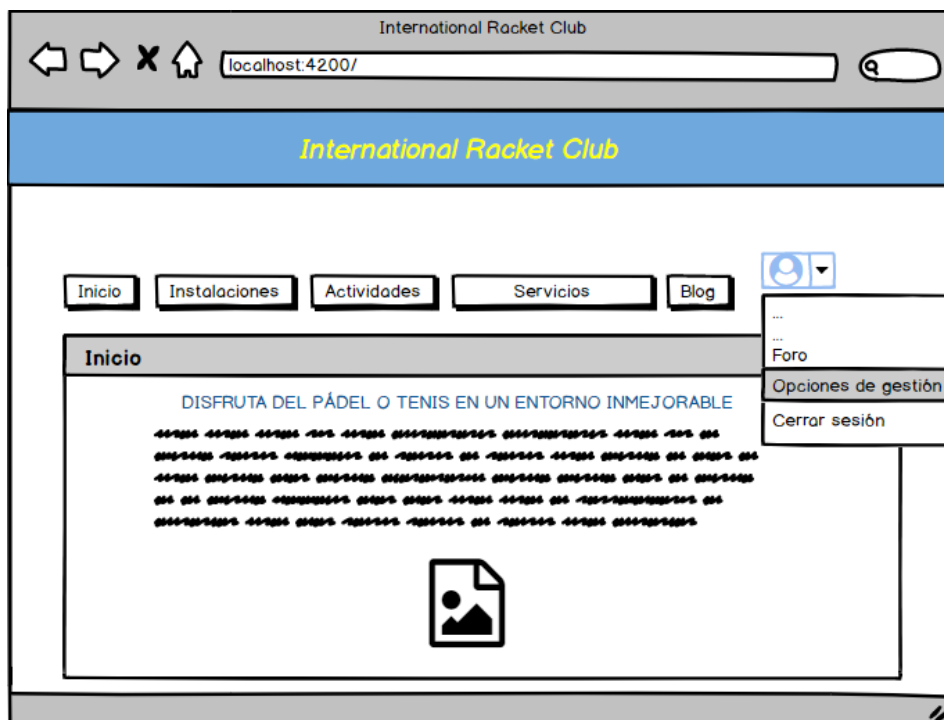 International Racket Club
localhost:4200/
International Racket Club
Inicio
Instalaciones
Actividades
Servicios
Blog
...
...
Foro
Opciones de gestión
Cerrar sesión
Inicio
DISFRUTA DEL PÁDEL O TENIS EN UN ENTORNO INMEJORABLE